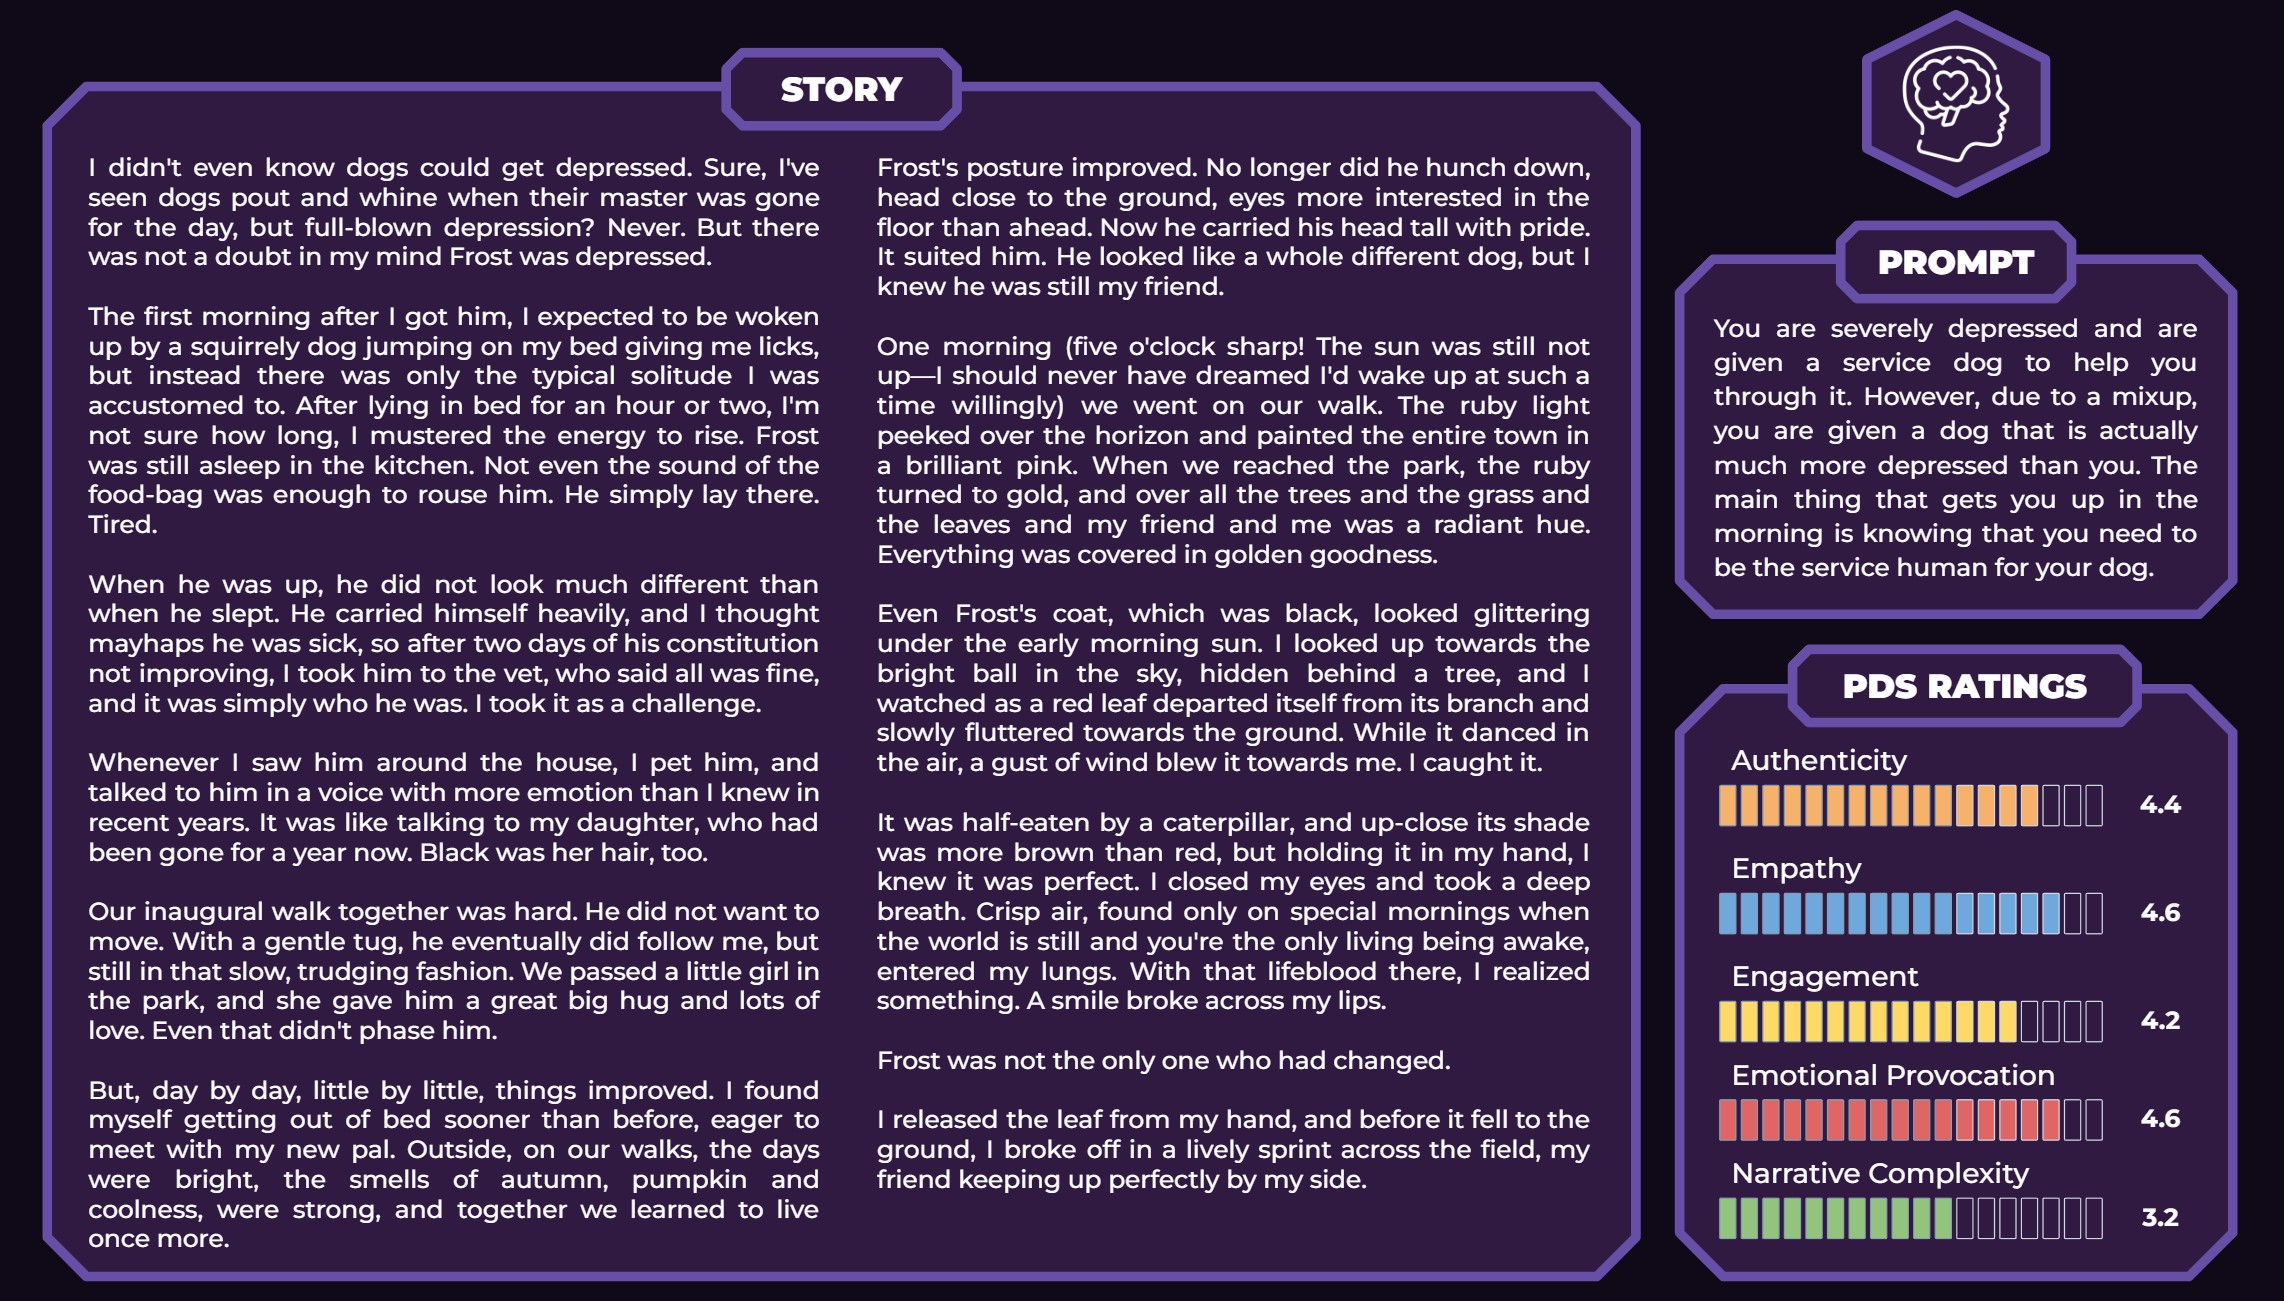 STORY
I didn't even know dogs could get depressed. Sure, I've
seen dogs pout and whine when their master was gone
for the day, but full-blown depression? Never. But there
was not a doubt in my mind Frost was depressed.
The first morning after I got him, I expected to be woken
up by a squirrely dog jumping on my bed giving me licks,
but instead there was only the typical solitude I was
accustomed to. After lying in bed for an hour or two, I'm
not sure how long, I mustered the energy to rise. Frost
was still asleep in the kitchen. Not even the sound of the
food-bag was enough to rouse him. He simply lay there.
Tired.
When he was up, he did not look much different than
when he slept. He carried himself heavily, and I thought
mayhaps he was sick, so after two days of his constitution
not improving, I took him to the vet, who said all was fine,
and it was simply who he was. I took it as a challenge.
Whenever I saw him around the house, I pet him, and
talked to him in a voice with more emotion than I knew in
recent years. It was like talking to my daughter, who had
been gone for a year now. Black was her hair, too.
Our inaugural walk together was hard. He did not want to
move. With a gentle tug, he eventually did follow me, but
still in that slow, trudging fashion. We passed a little girl in
the park, and she gave him a great big hug and lots of
love. Even that didn't phase him.
But, day by day, little by little, things improved. I found
myself getting out of bed sooner than before, eager to
meet with my new pal. Outside, on our walks, the days
were bright, the smells of autumn, pumpkin and
coolness, were strong, and together we learned to live
once more.
Frost's posture improved. No longer did he hunch down,
head close to the ground, eyes more interested in the
floor than ahead. Now he carried his head tall with pride.
It suited him. He looked like a whole different dog, but I
knew he was still my friend.
One morning (five o'clock sharp! The sun was still not
up—I should never have dreamed I'd wake up at such a
time willingly) we went on our walk. The ruby light
peeked over the horizon and painted the entire town in
a brilliant pink. When we reached the park, the ruby
turned to gold, and over all the trees and the grass and
the leaves and my friend and me was a radiant hue.
Everything was covered in golden goodness.
Even Frost's coat, which was black, looked glittering
under the early morning sun. I looked up towards the
bright ball in the sky, hidden behind a tree, and I
watched as a red leaf departed itself from its branch and
slowly fluttered towards the ground. While it danced in
the air, a gust of wind blew it towards me. I caught it.
It was half-eaten by a caterpillar, and up-close its shade
was more brown than red, but holding it in my hand, I
knew it was perfect. I closed my eyes and took a deep
breath. Crisp air, found only on special mornings when
the world is still and you're the only living being awake,
entered my lungs. With that lifeblood there, I realized
something. A smile broke across my lips.
Frost was not the only one who had changed.
I released the leaf from my hand, and before it fell to the
ground, I broke off in a lively sprint across the field, my
friend keeping up perfectly by my side.
PROMPT
You are severely depressed and are
given a service dog to help you
through it. However, due to a mixup,
you are given a dog that is actually
much more depressed than you. The
main thing that gets you up in the
morning is knowing that you need to
be the service human for your dog.
PDS RATINGS
Authenticity
4.4
Empathy
4.6
Engagement
4.2
Emotional Provocation
4.6
Narrative Complexity
3.2